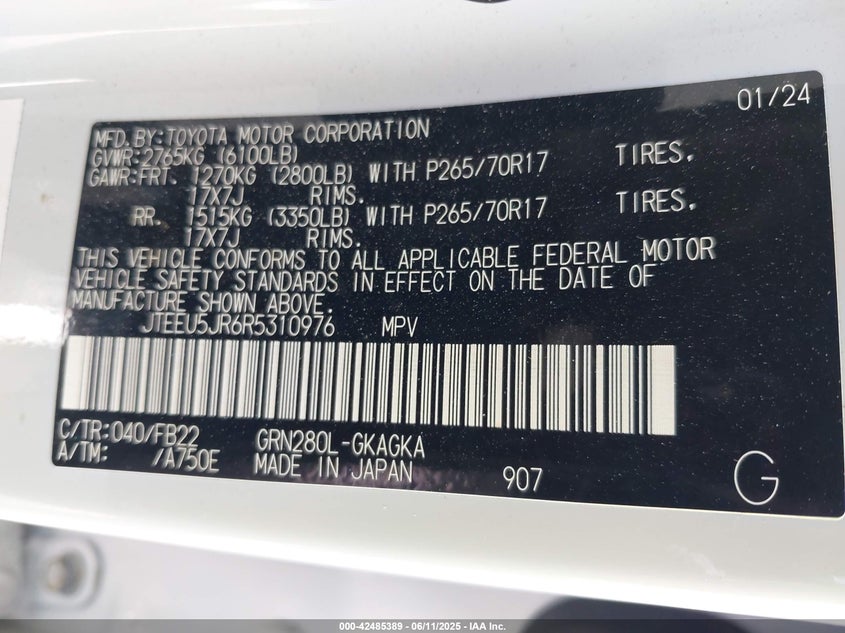 01/24
MFD.BY:TOYOTA MOTOR CORPORATION
GVWR:2765KG (6100LB)
GAWR:FRT. 1270KG (2800LB) WITH P265/70R17 TIRES.
17X7J RIMS.
RR. 1515KG (3350LB) WITH P265/70R17 TIRES.
17X7J RIMS.
THIS VEHICLE CONFORMS TO ALL APPLICABLE FEDERAL MOTOR
VEHICLE SAFETY STANDARDS IN EFFECT ON THE DATE OF
MANUFACTURE SHOWN ABOVE.
JTEEU5JR6R5310976 MPV
C/TR:040/FB22 GRN280L-GKAGKA
A/TM: /A750E MADE IN JAPAN 907 G
000-42485389 - 06/11/2025 - IAA Inc.